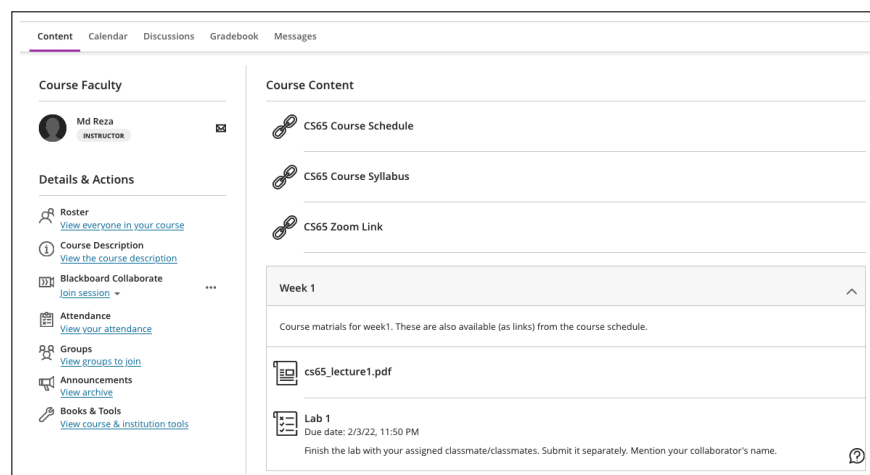 Content Calendar Discussions Gradebook Messages
Course Faculty
Md Reza
INSTRUCTOR
Details & Actions
Roster
View everyone in your course
Course Description
View the course description
Blackboard Collaborate
Join session
Attendance
View your attendance
Groups
View groups to join
Announcements
View archive
Books & Tools
View course & institution tools
Course Content
CS65 Course Schedule
CS65 Course Syllabus
CS65 Zoom Link
Week 1
Course matrials for week1. These are also available (as links) from the course schedule.
cs65_lecture1.pdf
Lab 1
Due date: 2/3/22, 11:50 PM
Finish the lab with your assigned classmate/classmates. Submit it separately. Mention your collaborator's name.